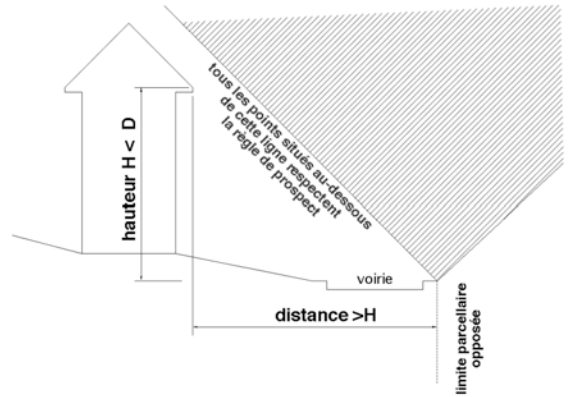 tous les points situés au-dessous
de cette ligne respectent
la règle de prospect
hauteur H < D
voirie
distance >H
limite parcellaire
opposée